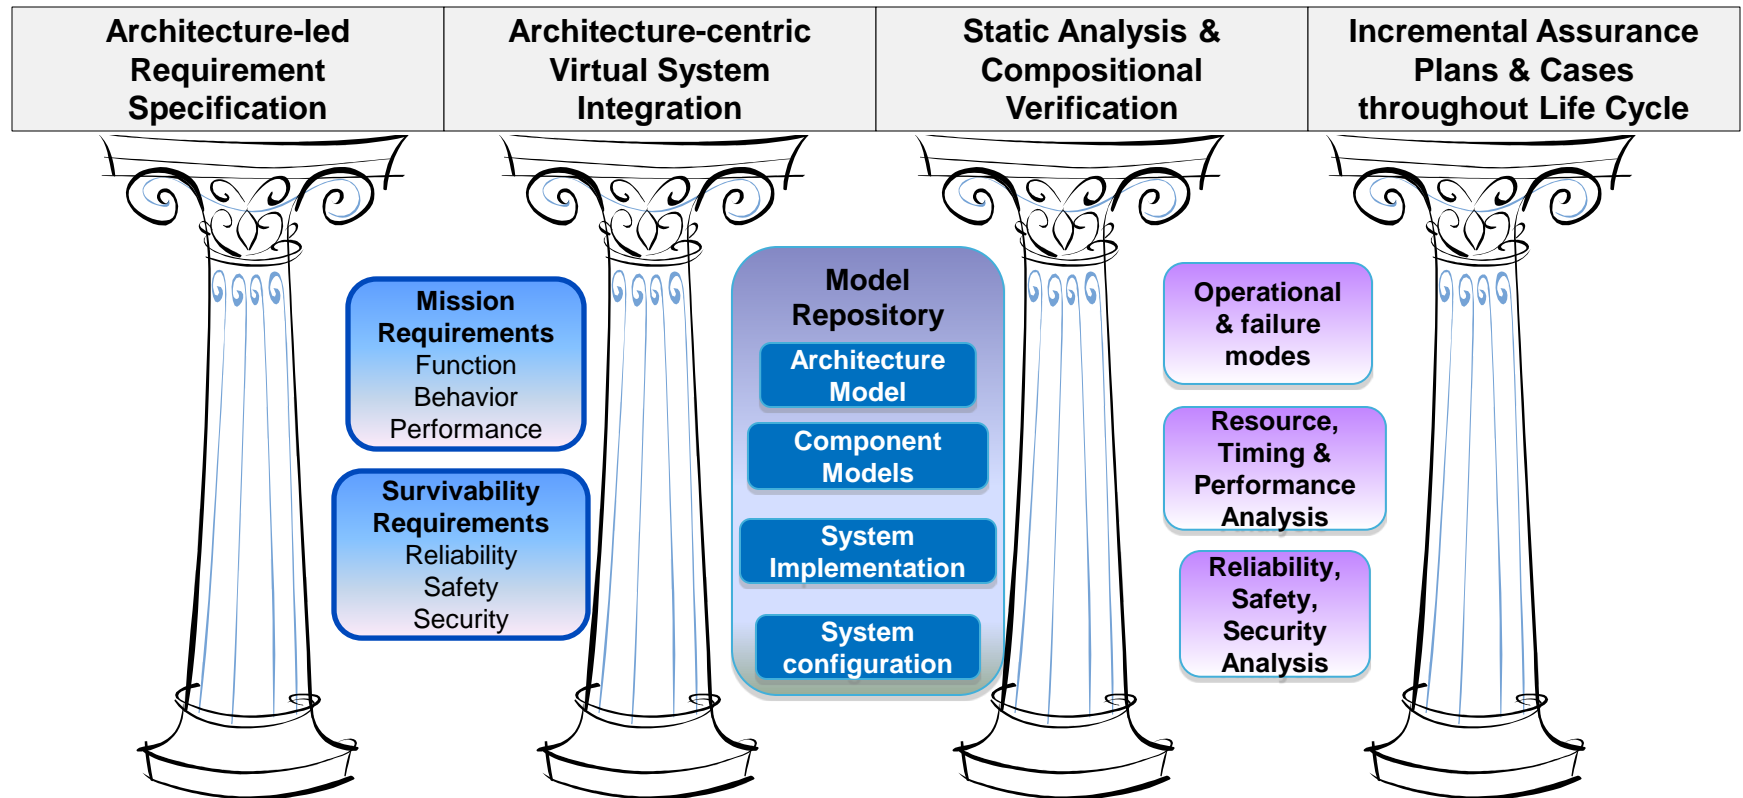 Architecture-led
Requirement
Specification
Architecture-centric
Virtual System
Integration
Static Analysis &
Compositional
Verification
Incremental Assurance
Plans & Cases
throughout Life Cycle
Mission
Requirements
Function
Behavior
Performance
Survivability
Requirements
Reliability
Safety
Security
Model
Repository
Architecture
Model
Component
Models
System
Implementation
System
configuration
Operational
& failure
modes
Resource,
Timing &
Performance
Analysis
Reliability,
Safety,
Security
Analysis